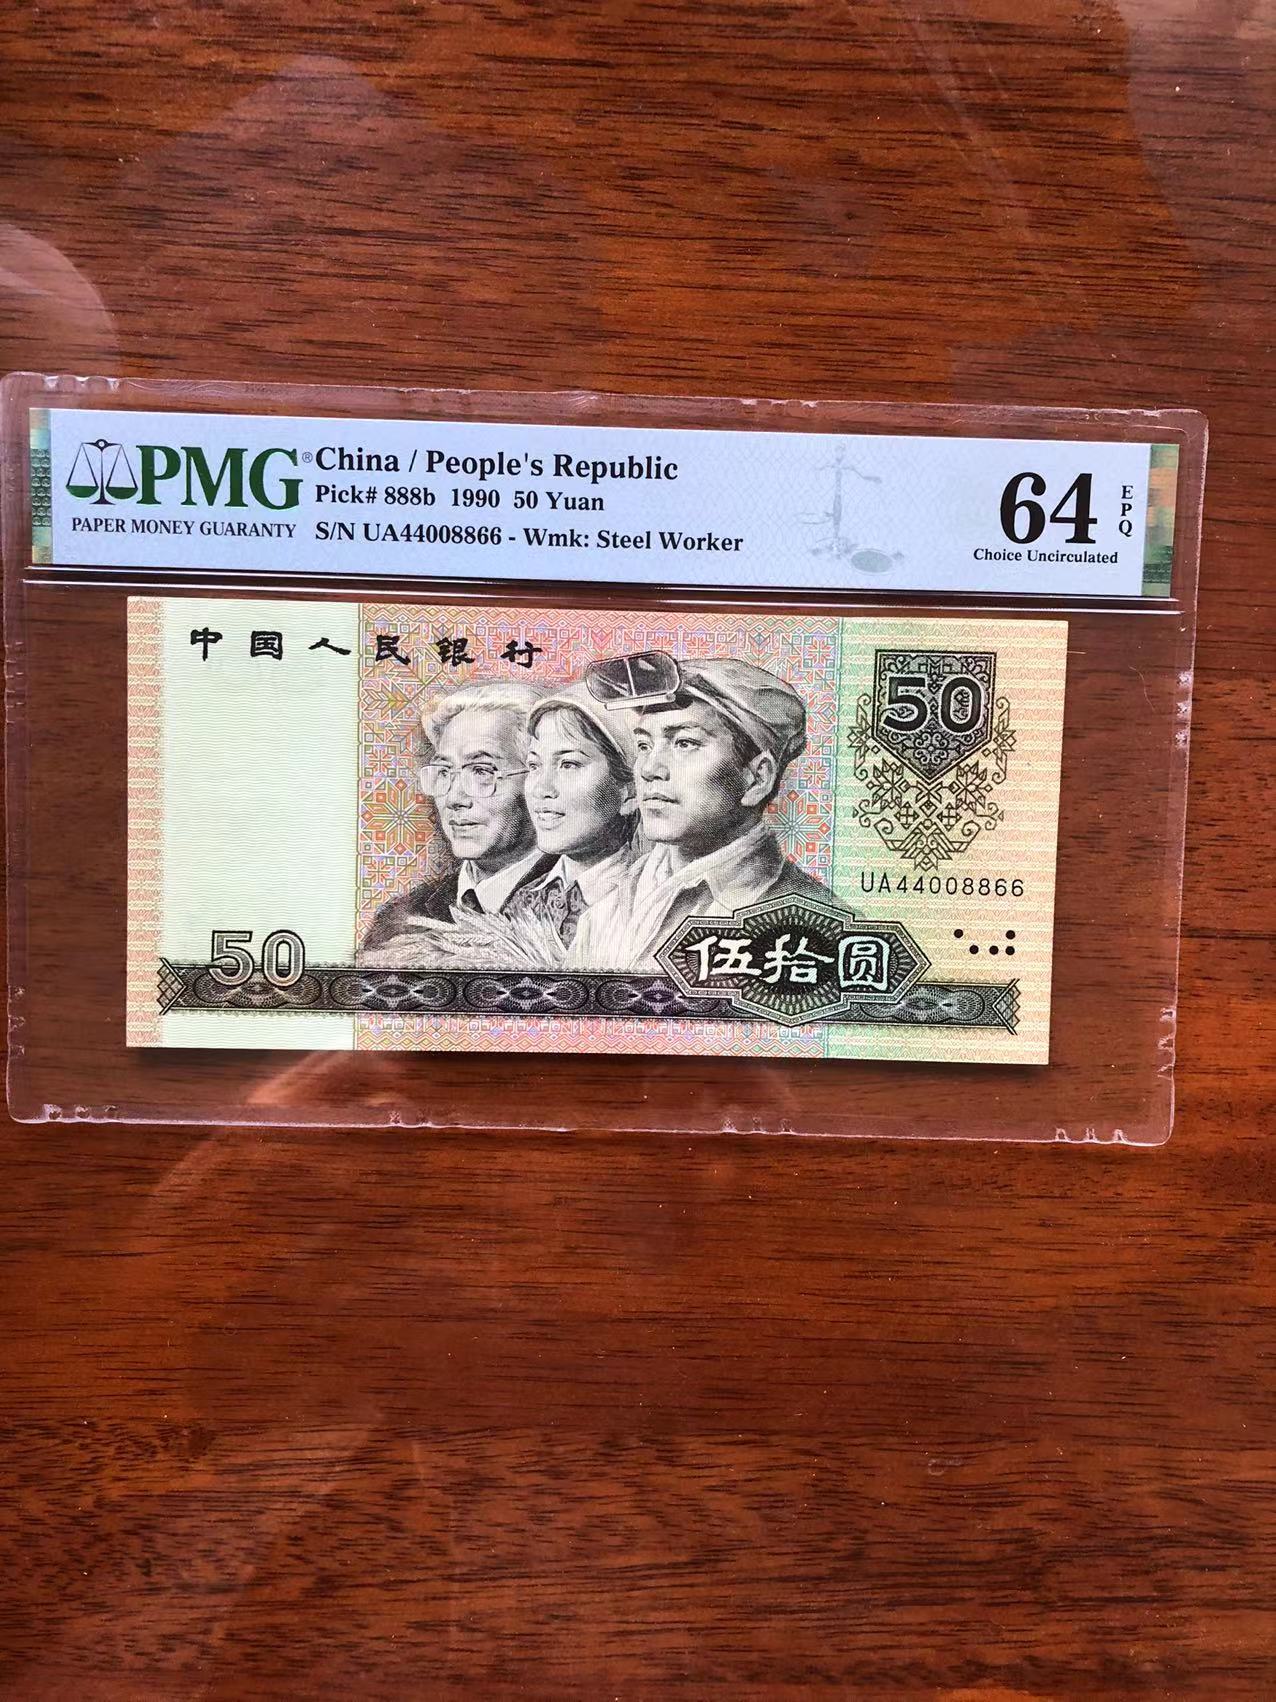 PMG® China / People's Republic
Pick# 888b 1990 50 Yuan
PAPER MONEY GUARANTY S/N UA44008866 - Wmk: Steel Worker
64 EPQ
Choice Uncirculated
中国人民银行
50
UA44008866
50
伍拾圆